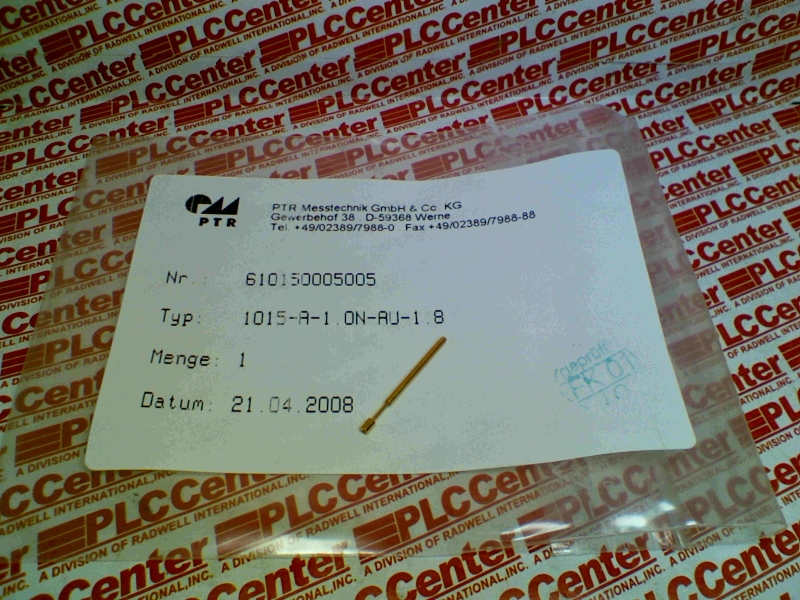 PTR
PTR Messtechnik GmbH & Co. KG
Gewerbehof 38 . D-59368 Werne
Tel. +49/02389/7988-0 . Fax +49/02389/7988-88
Nr.: 610150005005
Typ: 1015-A-1.0N-AU-1.8
Menge: 1
Datum: 21.04.2008
geprüft
PLCCenter
A DIVISION OF RADWELL INTERNATIONAL, INC.